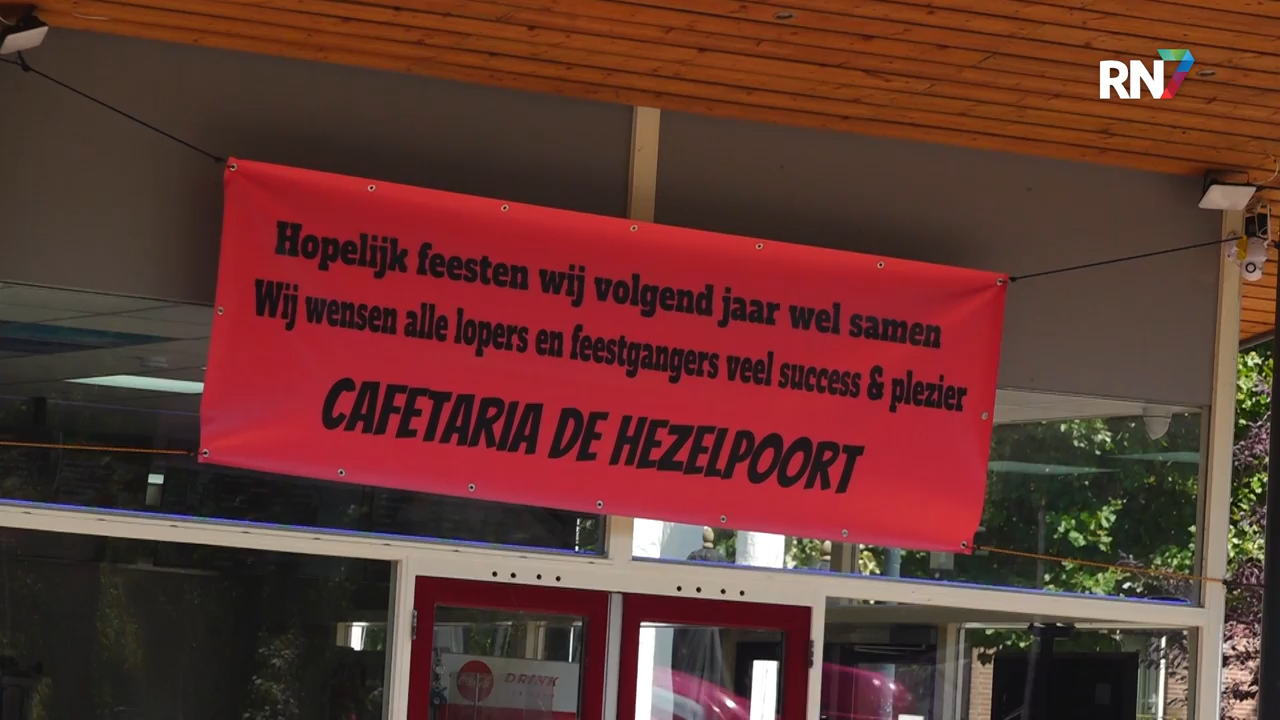 RN7
Hopelijk feesten wij volgend jaar wel samen
Wij wensen alle lopers en feestgangers veel success & plezier
CAFETARIA DE HEZELPOORT
DRINK